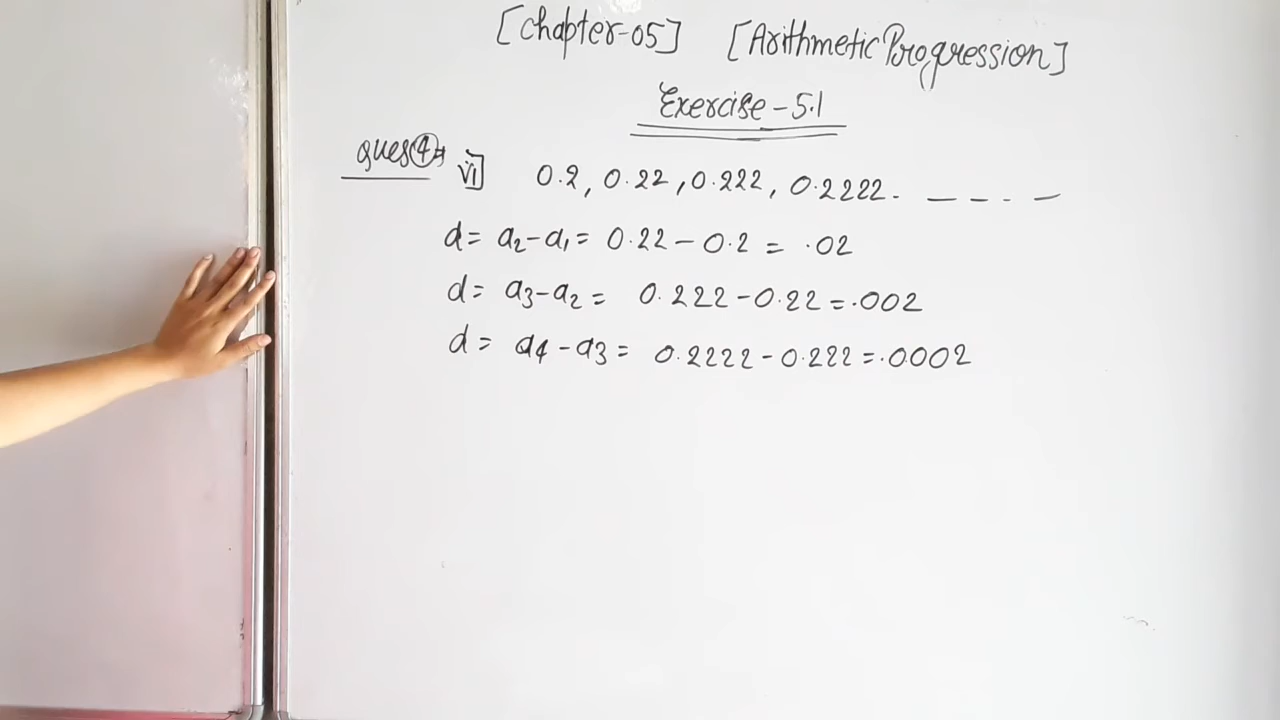 [Chapter-05] [Arithmetic Progression]
Exercise-5.1
Ques④⇒ vi] 0.2, 0.22, 0.222, 0.2222. — — - —
d = a₂-a₁ = 0.22 - 0.2 = .02
d = a₃-a₂ = 0.222-0.22 = .002
d = a₄-a₃ = 0.2222-0.222 = .0002